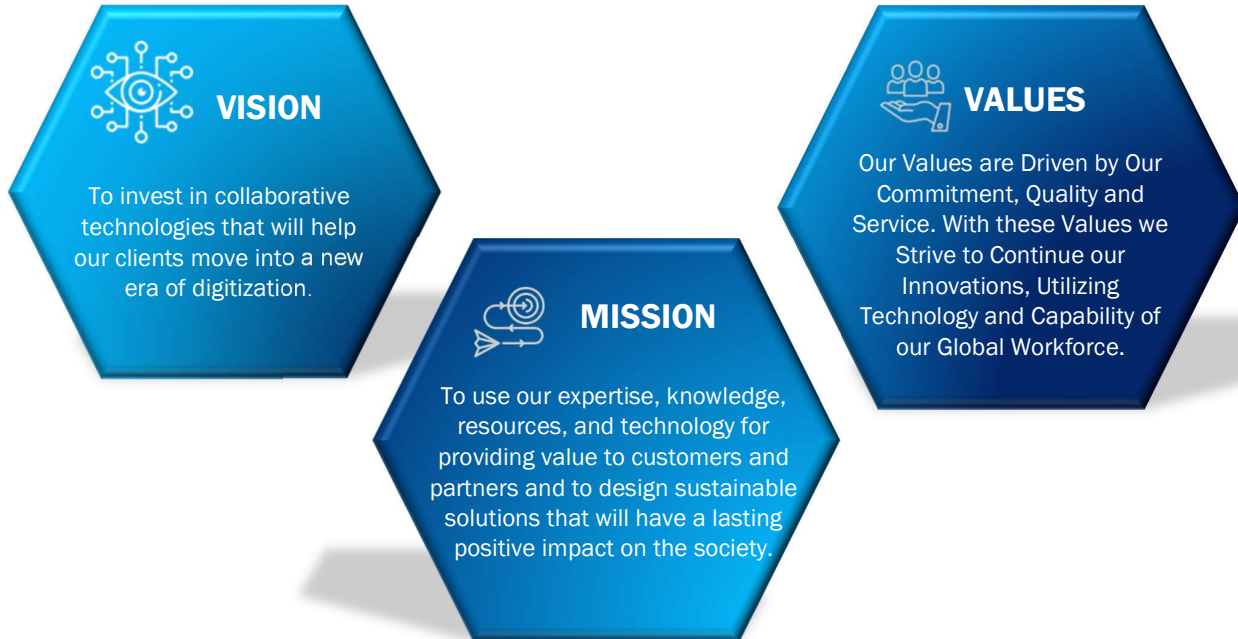 VISION
To invest in collaborative
technologies that will help
our clients move into a new
era of digitization.
MISSION
To use our expertise, knowledge,
resources, and technology for
providing value to customers and
partners and to design sustainable
solutions that will have a lasting
positive impact on the society.
VALUES
Our Values are Driven by Our
Commitment, Quality and
Service. With these Values we
Strive to Continue our
Innovations, Utilizing
Technology and Capability of
our Global Workforce.